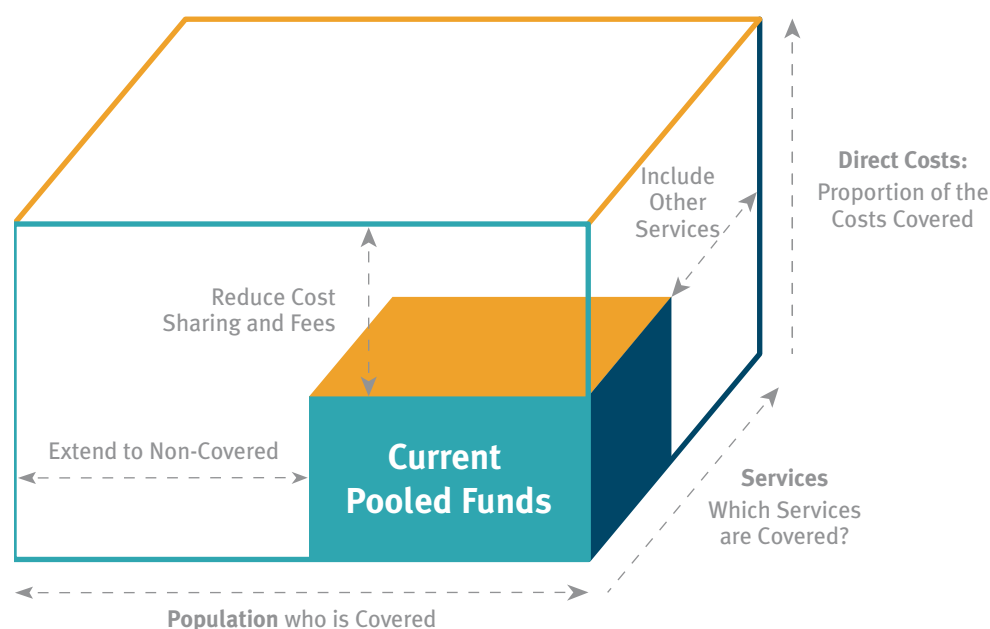 Include
Other
Services
Direct Costs:
Proportion of the
Costs Covered
Reduce Cost
Sharing and Fees
Extend to Non-Covered
Current
Pooled Funds
Services
Which Services
are Covered?
Population who is Covered